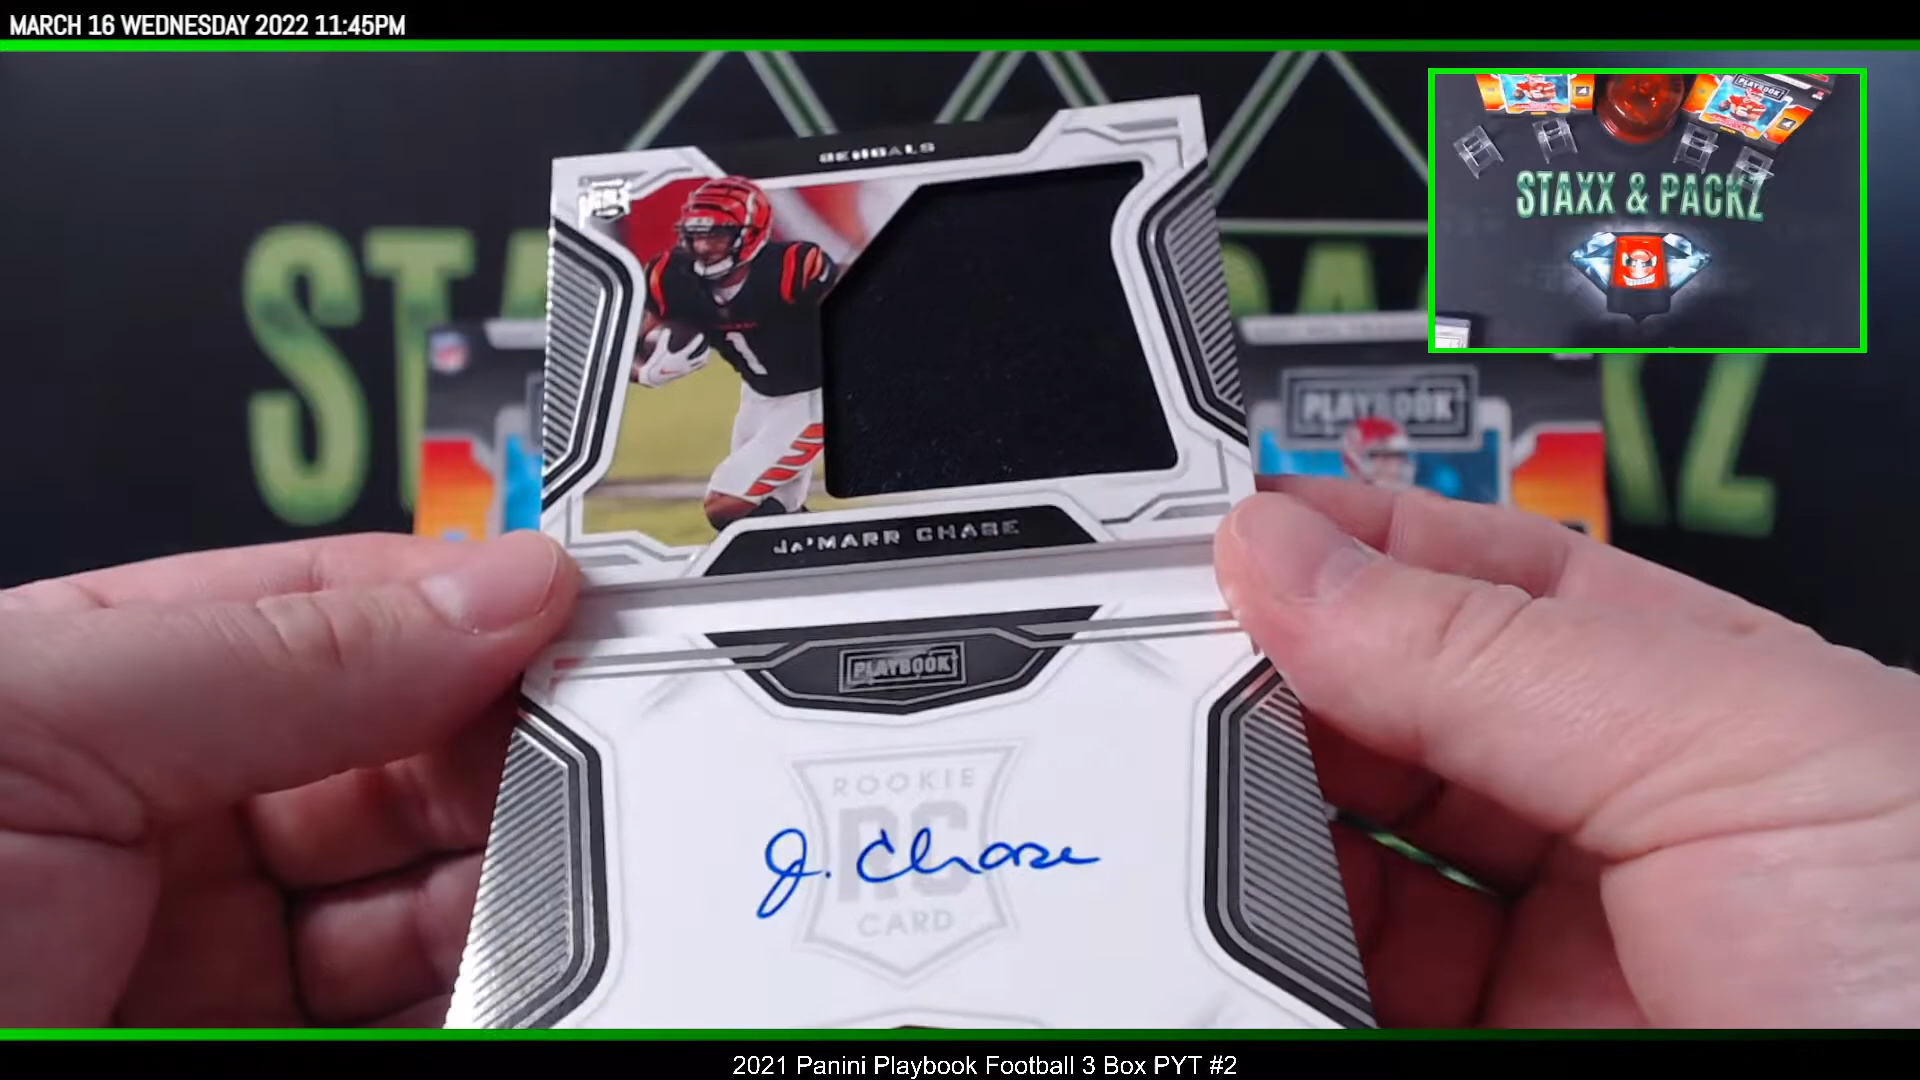 MARCH 16 WEDNESDAY 2022 11:45PM
STAXX & PACKZ
BENGALS
1
PLAYBOOK
JA'MARR CHASE
PLAYBOOK
ROOKIE
RC
CARD
J. Chase
2021 Panini Playbook Football 3 Box PYT #2